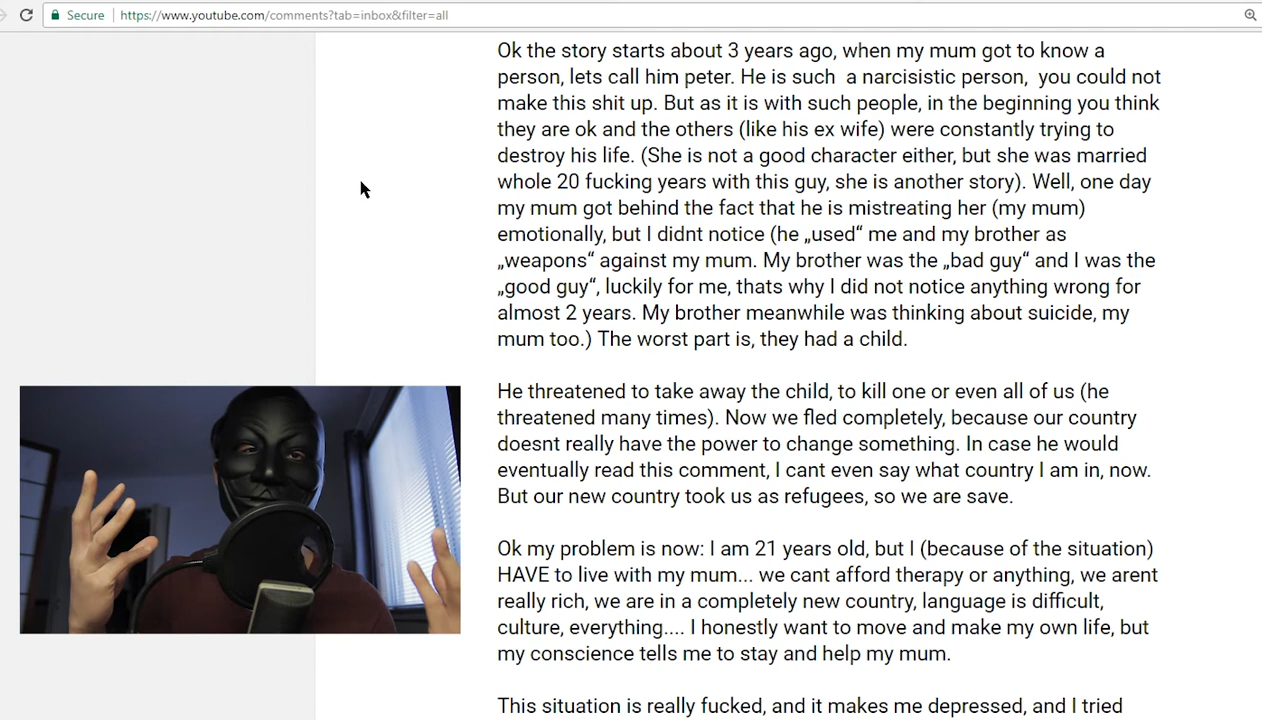 Secure https://www.youtube.com/comments?tab=inbox&filter=all
Ok the story starts about 3 years ago, when my mum got to know a
person, lets call him peter. He is such  a narcisistic person,  you could not
make this shit up. But as it is with such people, in the beginning you think
they are ok and the others (like his ex wife) were constantly trying to
destroy his life. (She is not a good character either, but she was married
whole 20 fucking years with this guy, she is another story). Well, one day
my mum got behind the fact that he is mistreating her (my mum)
emotionally, but I didnt notice (he „used“ me and my brother as
„weapons“ against my mum. My brother was the „bad guy“ and I was the
„good guy“, luckily for me, thats why I did not notice anything wrong for
almost 2 years. My brother meanwhile was thinking about suicide, my
mum too.) The worst part is, they had a child.
He threatened to take away the child, to kill one or even all of us (he
threatened many times). Now we fled completely, because our country
doesnt really have the power to change something. In case he would
eventually read this comment, I cant even say what country I am in, now.
But our new country took us as refugees, so we are save.
Ok my problem is now: I am 21 years old, but I (because of the situation)
HAVE to live with my mum... we cant afford therapy or anything, we arent
really rich, we are in a completely new country, language is difficult,
culture, everything.... I honestly want to move and make my own life, but
my conscience tells me to stay and help my mum.
This situation is really fucked, and it makes me depressed, and I tried